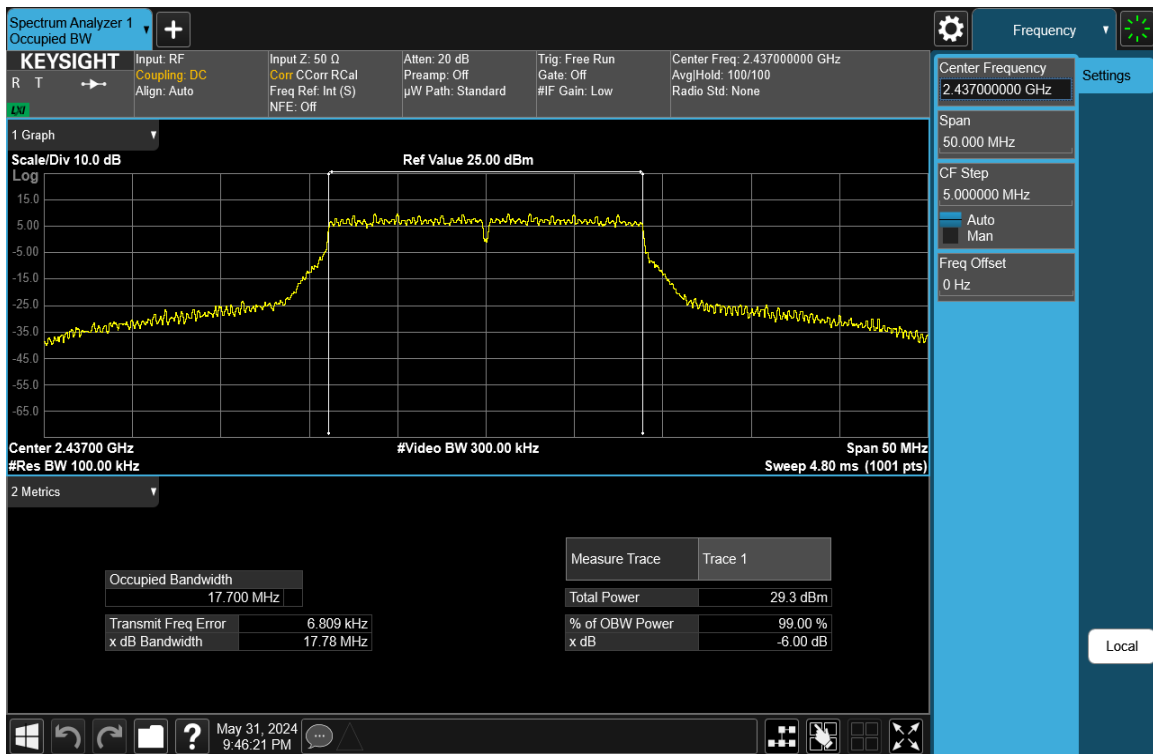 Spectrum Analyzer 1
Occupied BW
+
Frequency
KEYSIGHT
R T
LXI
Input: RF
Coupling: DC
Align: Auto
Input Z: 50 Ω
Corr CCorr RCal
Freq Ref: Int (S)
NFE: Off
Atten: 20 dB
Preamp: Off
µW Path: Standard
Trig: Free Run
Gate: Off
#IF Gain: Low
Center Freq: 2.437000000 GHz
Avg|Hold: 100/100
Radio Std: None
Center Frequency
2.437000000 GHz
Settings
Span
50.000 MHz
CF Step
5.000000 MHz
Auto
Man
Freq Offset
0 Hz
Local
1 Graph
Scale/Div 10.0 dB
Ref Value 25.00 dBm
Log
15.0
5.00
-5.00
-15.0
-25.0
-35.0
-45.0
-55.0
-65.0
Center 2.43700 GHz
#Video BW 300.00 kHz
Span 50 MHz
#Res BW 100.00 kHz
Sweep 4.80 ms (1001 pts)
2 Metrics
Measure Trace Trace 1
Occupied Bandwidth
17.700 MHz
Total Power 29.3 dBm
Transmit Freq Error 6.809 kHz
% of OBW Power 99.00 %
x dB Bandwidth 17.78 MHz
x dB -6.00 dB
?
May 31, 2024
9:46:21 PM